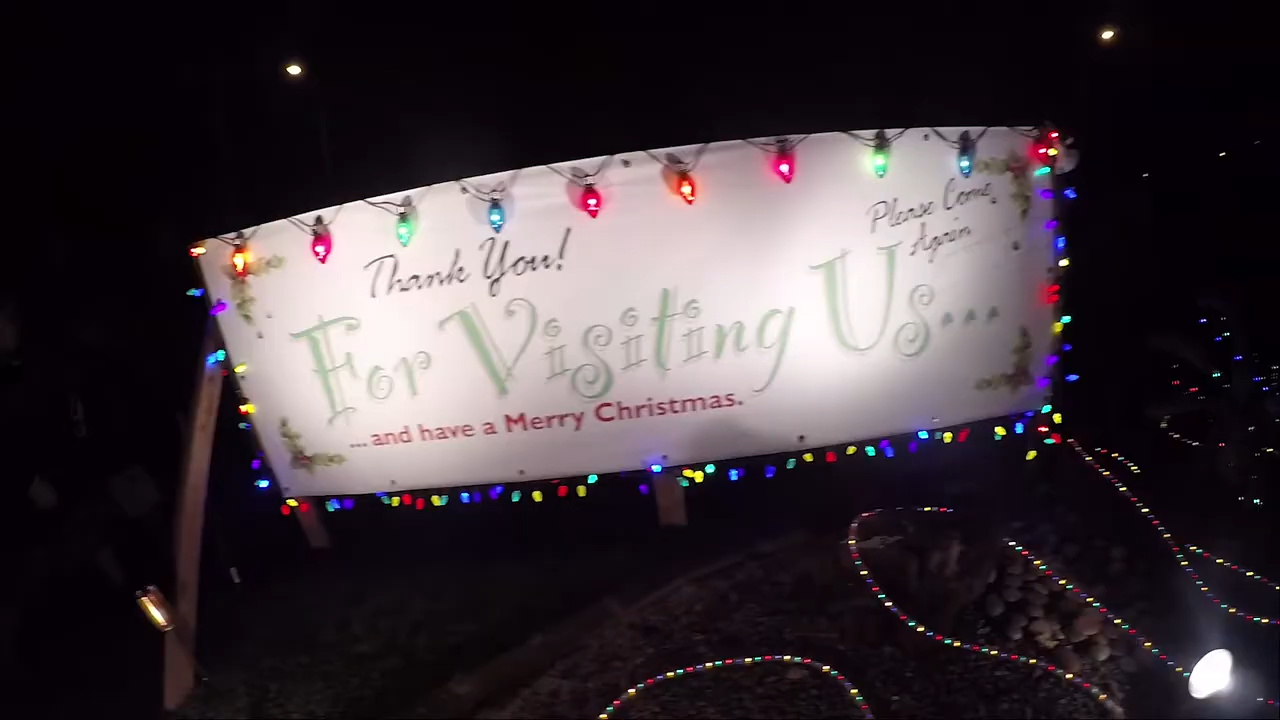 Thank You!
Please Come
Again
For Visiting Us...
...and have a Merry Christmas.